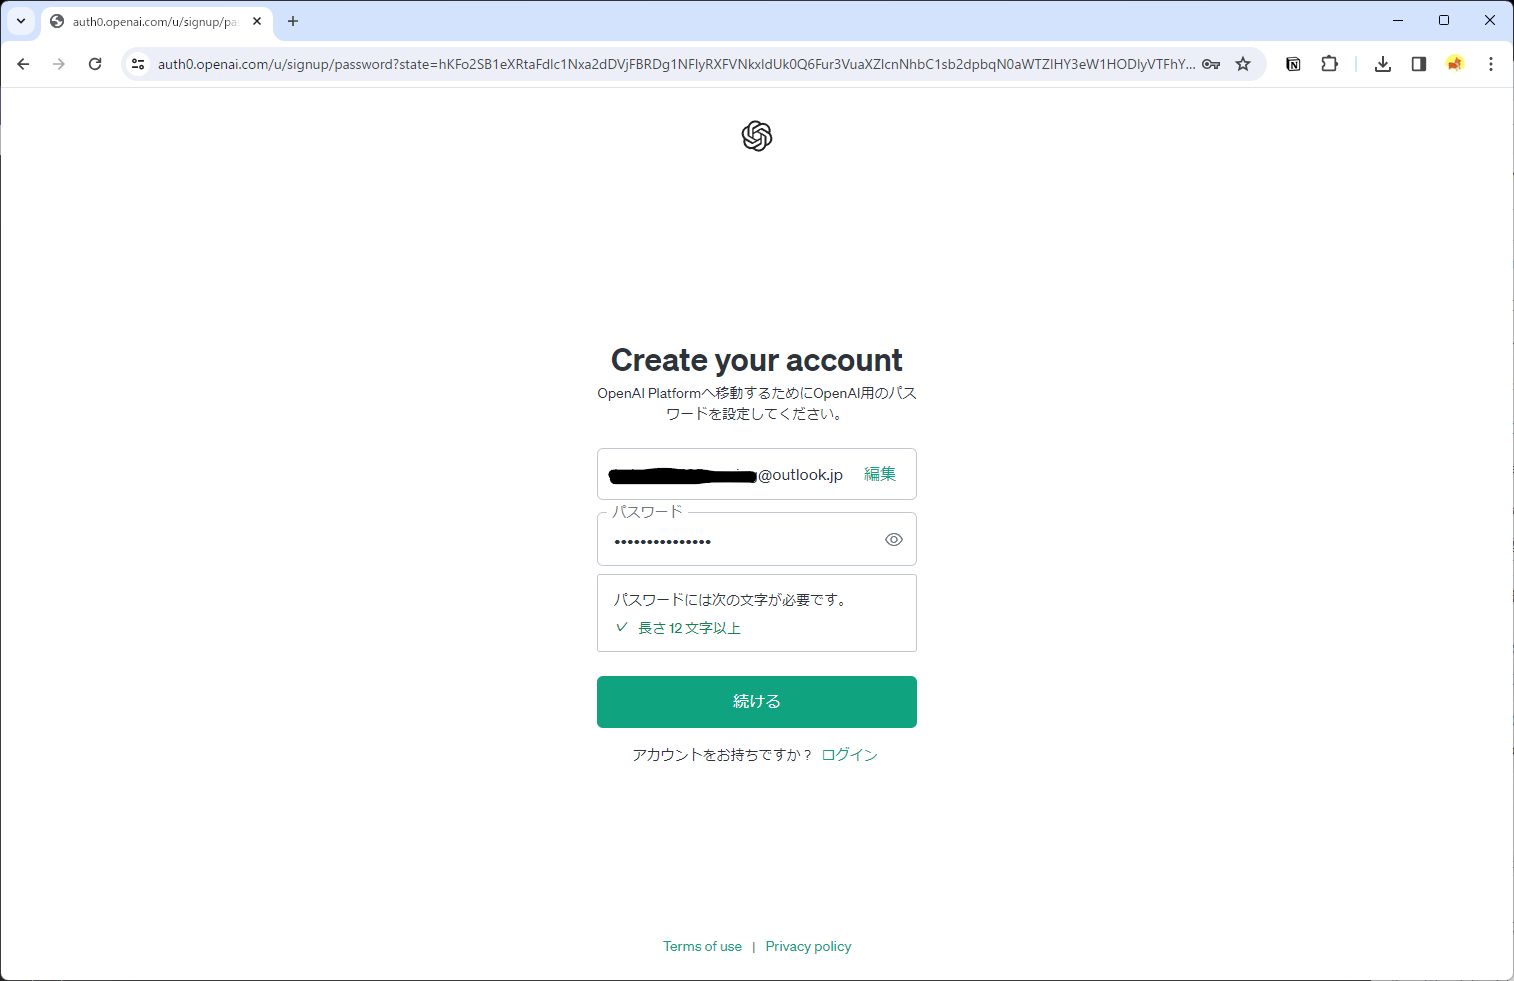 auth0.openai.com/u/signup/pa
auth0.openai.com/u/signup/password?state=hKFo2SB1eXRtaFdlc1Nxa2dDVjFBRDg1NFlyRXFVNkxldUk0Q6Fur3VuaXZlcnNhbC1sb2dpbqN0aWTZIHY3eW1HODlyVTFhY...
Create your account
OpenAI Platformへ移動するためにOpenAI用のパス
ワードを設定してください。
@outlook.jp 編集
パスワード
パスワードには次の文字が必要です。
長さ 12 文字以上
続ける
アカウントをお持ちですか？ ログイン
Terms of use | Privacy policy